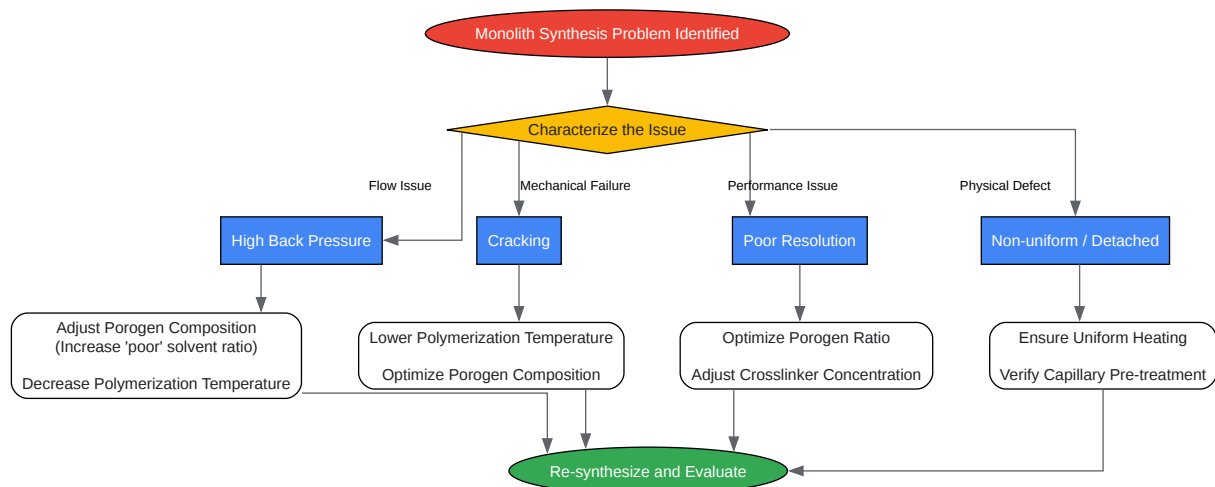 Monolith Synthesis Problem Identified
Characterize the Issue
Flow Issue
Mechanical Failure
Performance Issue
Physical Defect
High Back Pressure
Cracking
Poor Resolution
Non-uniform / Detached
Adjust Porogen Composition
(Increase 'poor' solvent ratio)
Decrease Polymerization Temperature
Lower Polymerization Temperature
Optimize Porogen Composition
Optimize Porogen Ratio
Adjust Crosslinker Concentration
Ensure Uniform Heating
Verify Capillary Pre-treatment
Re-synthesize and Evaluate